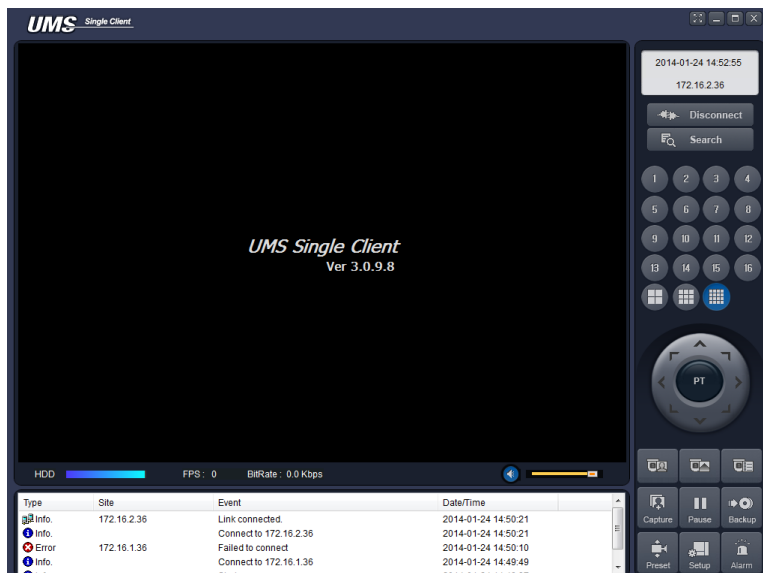 UMS Single Client
2014-01-24 14:52:55
172.16.2.36
Disconnect
Search
1 2 3 4
5 6 7 8
9 10 11 12
13 14 15 16
UMS Single Client
Ver 3.0.9.8
PT
HDD FPS : 0 BitRate : 0.0 Kbps
Capture Pause Backup
Preset Setup Alarm
Type Site Event Date/Time
Info. 172.16.2.36 Link connected. 2014-01-24 14:50:21
Info. Connect to 172.16.2.36 2014-01-24 14:50:21
Error 172.16.1.36 Failed to connect 2014-01-24 14:50:10
Info. Connect to 172.16.1.36 2014-01-24 14:49:49